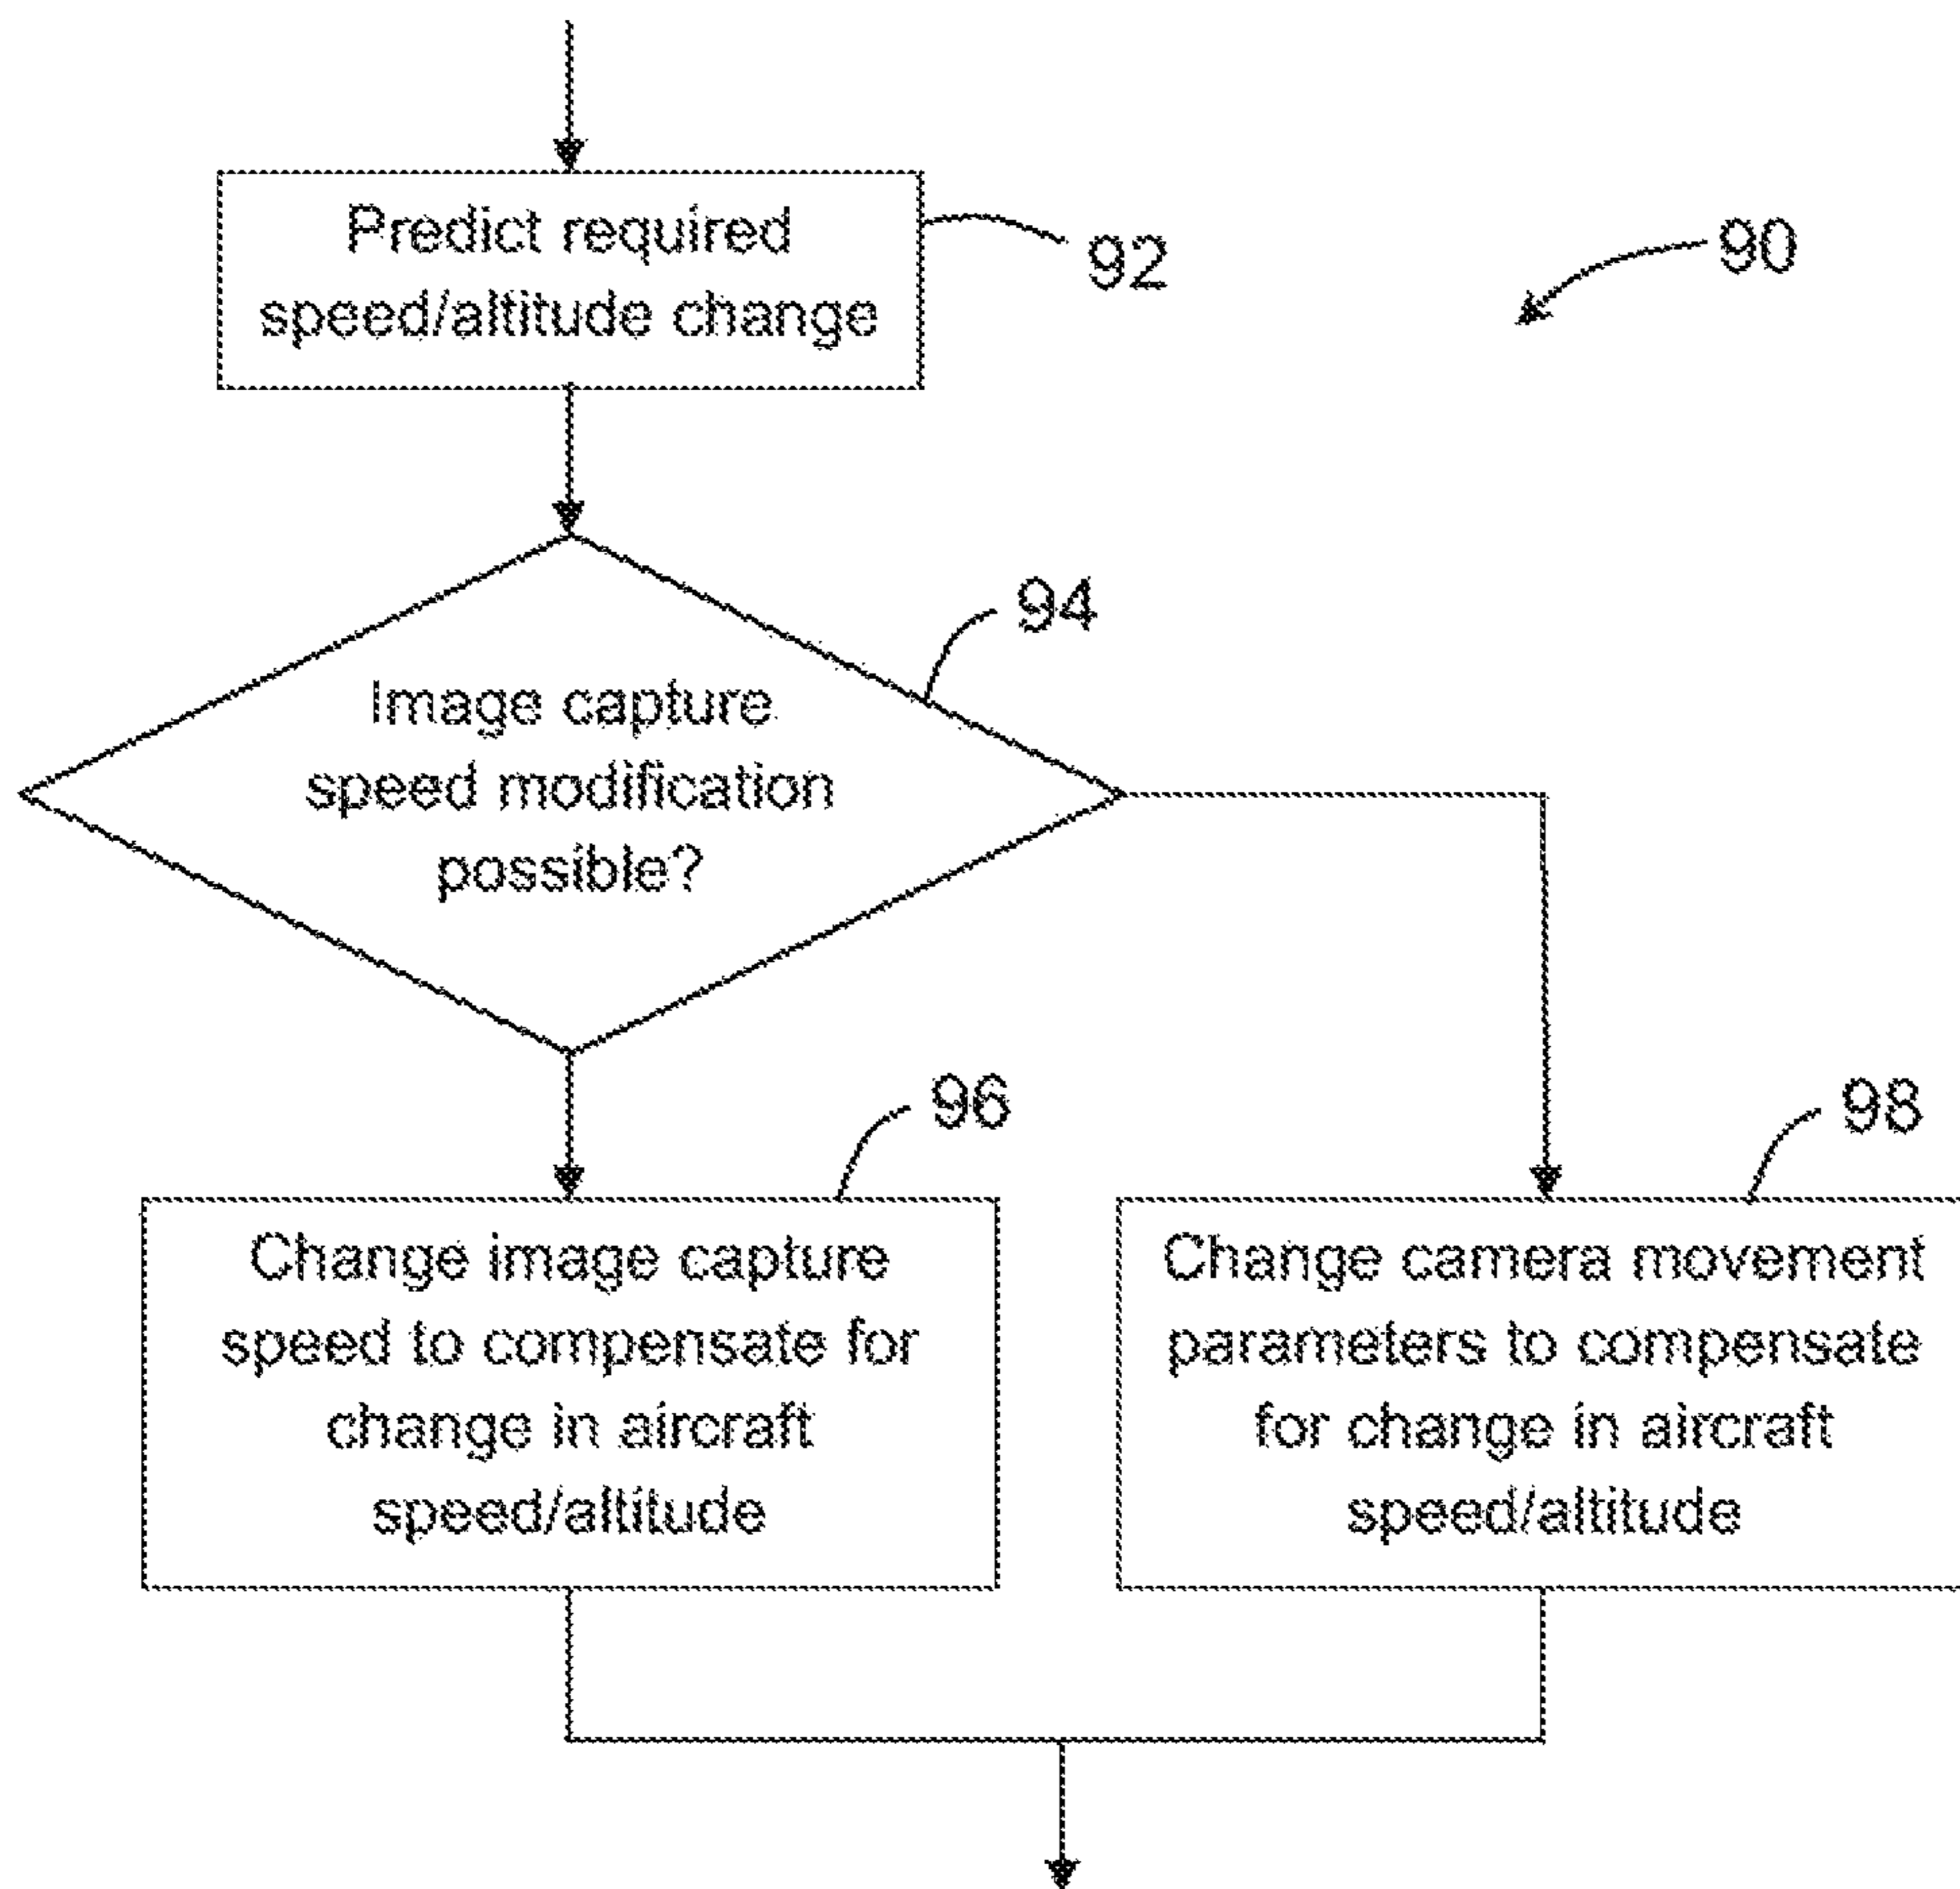 Predict required
speed/altitude change
92
90
94
Image capture
speed modification
possible?
96
98
Change image capture
speed to compensate for
change in aircraft
speed/altitude
Change camera movement
parameters to compensate
for change in aircraft
speed/altitude